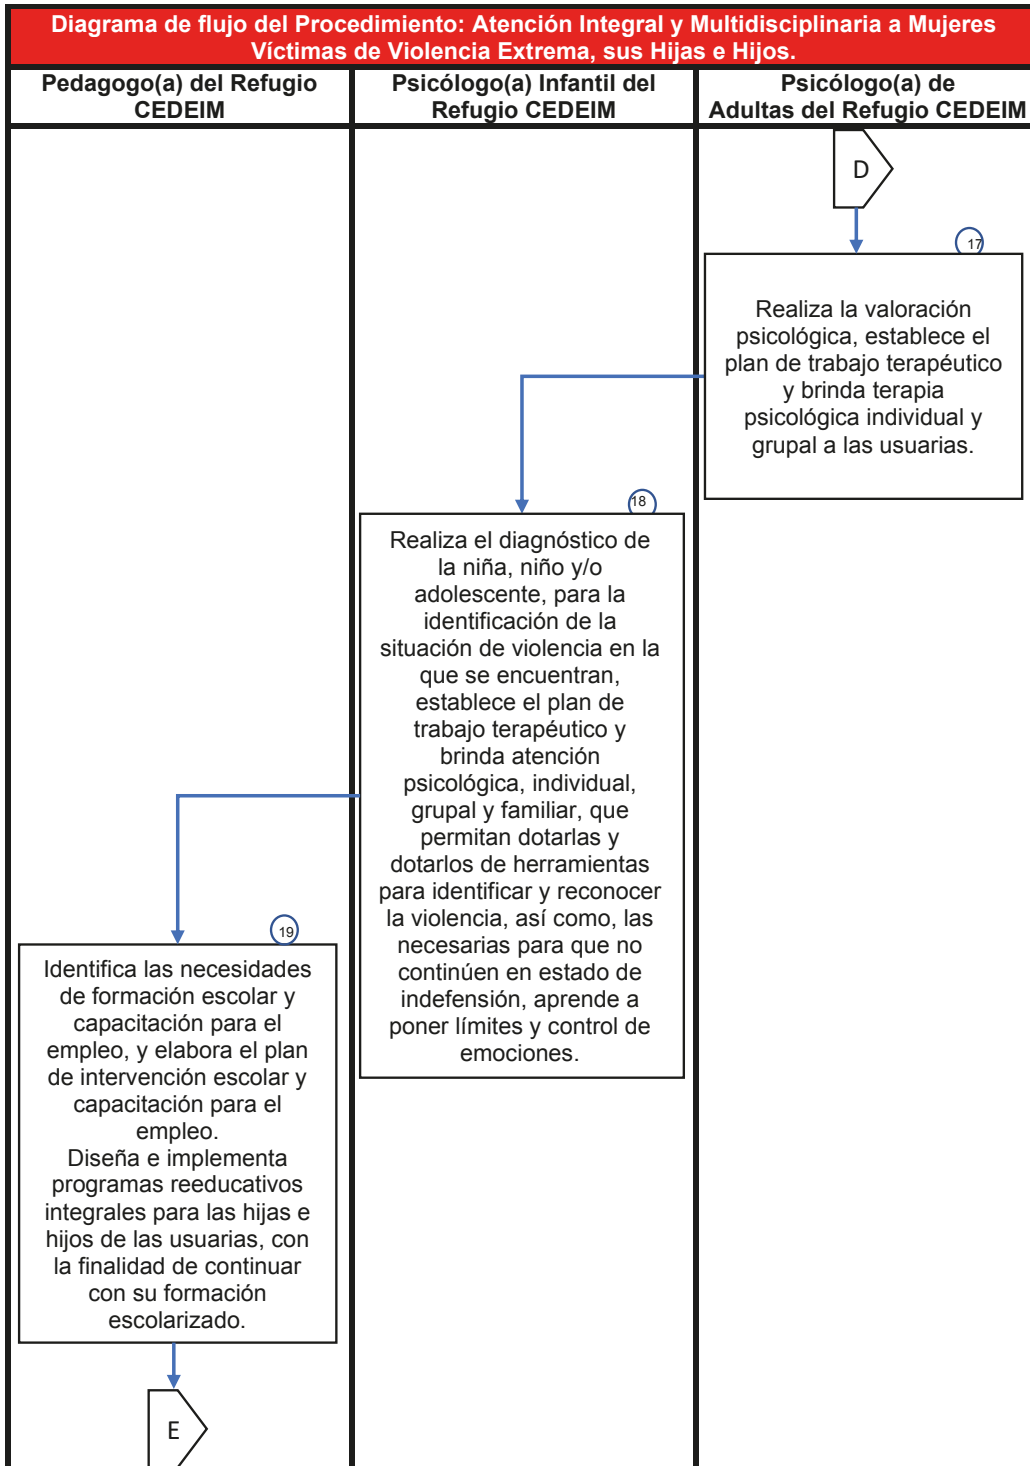 Diagrama de flujo del Procedimiento: Atención Integral y Multidisciplinaria a Mujeres
Víctimas de Violencia Extrema, sus Hijas e Hijos.
Pedagogo(a) del Refugio
CEDEIM
Psicólogo(a) Infantil del
Refugio CEDEIM
Psicólogo(a) de
Adultas del Refugio CEDEIM
D
17
Realiza la valoración
psicológica, establece el
plan de trabajo terapéutico
y brinda terapia
psicológica individual y
grupal a las usuarias.
18
Realiza el diagnóstico de
la niña, niño y/o
adolescente, para la
identificación de la
situación de violencia en la
que se encuentran,
establece el plan de
trabajo terapéutico y
brinda atención
psicológica, individual,
grupal y familiar, que
permitan dotarlas y
dotarlos de herramientas
para identificar y reconocer
la violencia, así como, las
necesarias para que no
continúen en estado de
indefensión, aprende a
poner límites y control de
emociones.
19
Identifica las necesidades
de formación escolar y
capacitación para el
empleo, y elabora el plan
de intervención escolar y
capacitación para el
empleo.
Diseña e implementa
programas reeducativos
integrales para las hijas e
hijos de las usuarias, con
la finalidad de continuar
con su formación
escolarizado.
E